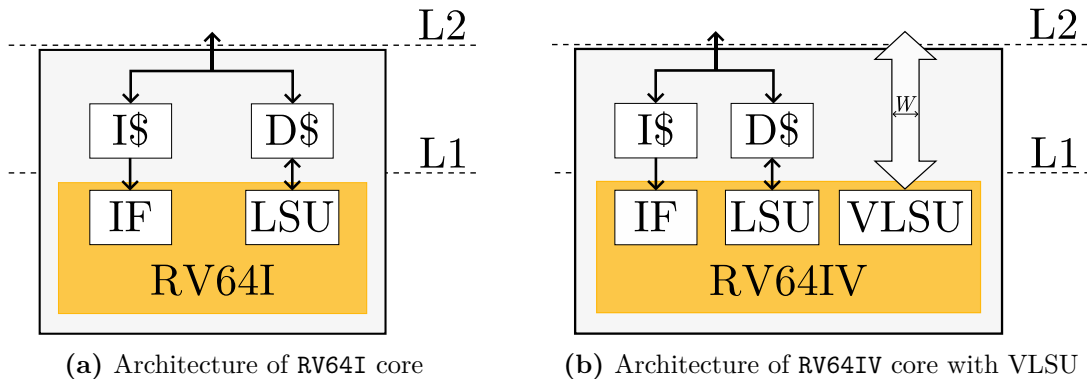 L2
I$ D$
L1
IF LSU
RV64I
(a) Architecture of RV64I core
L2
W
I$ D$
L1
IF LSU VLSU
RV64IV
(b) Architecture of RV64IV core with VLSU